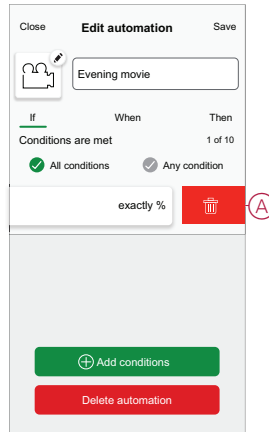 Close Edit automation Save
Evening movie
If When Then
Conditions are met 1 of 10
All conditions Any condition
exactly %
A
Add conditions
Delete automation